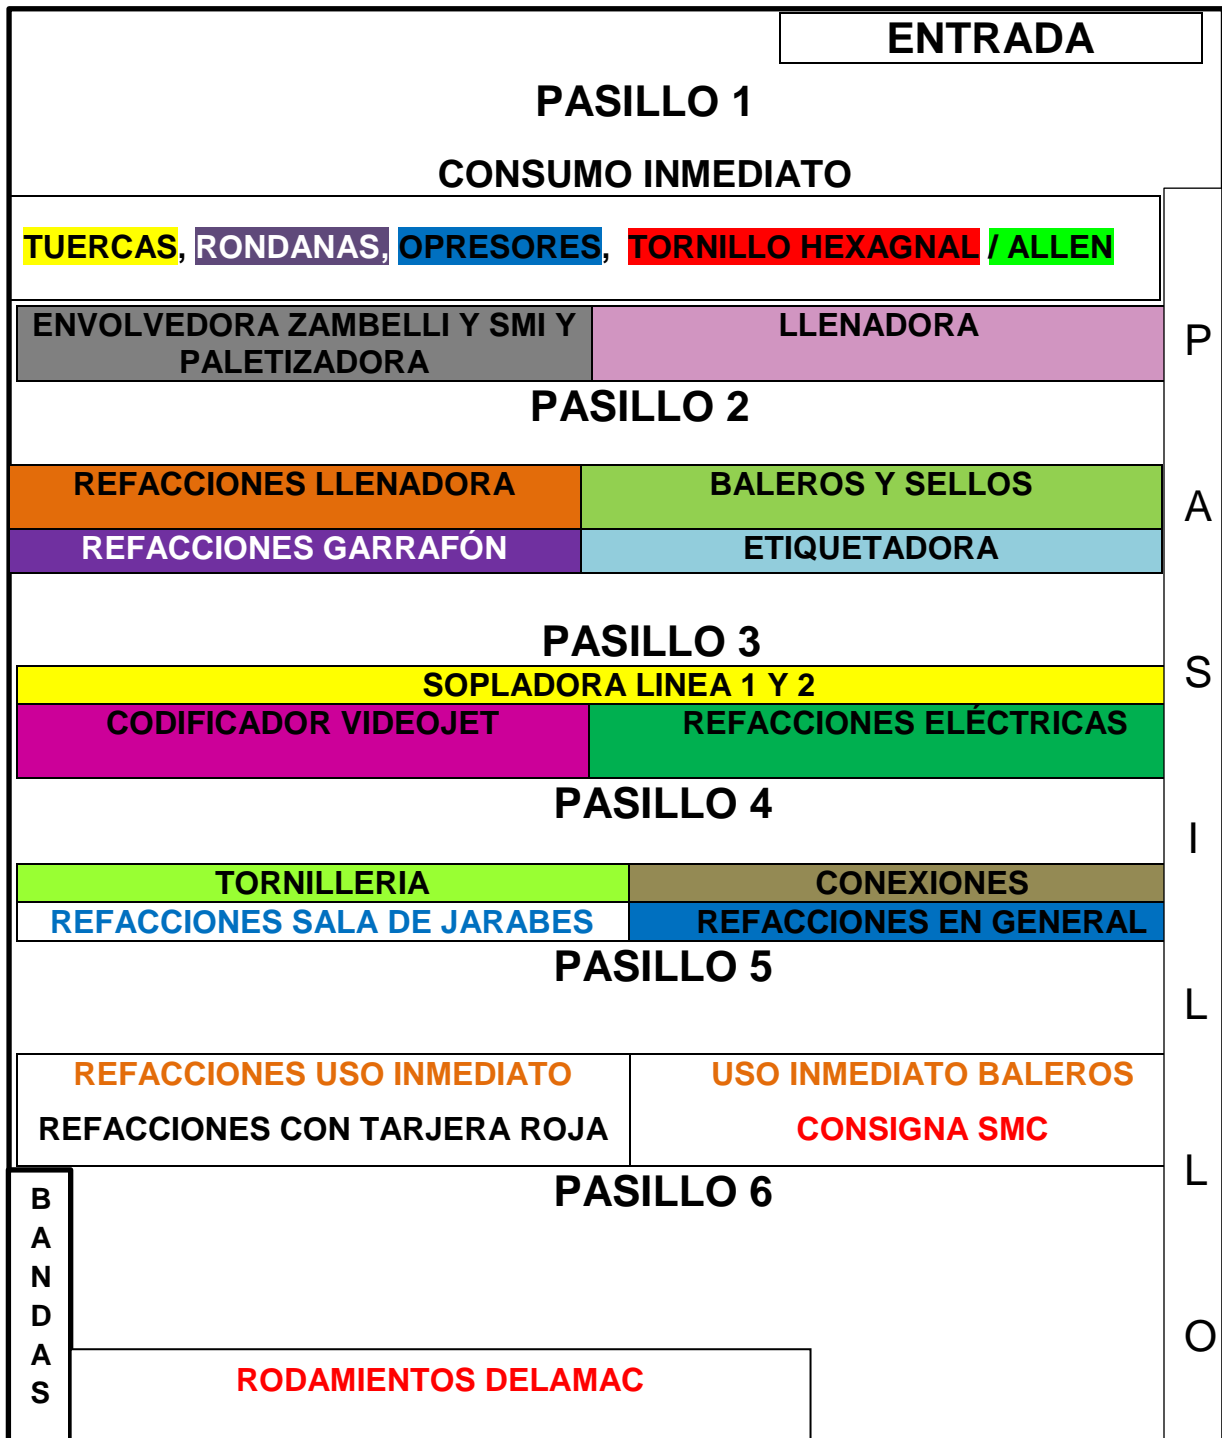 ENTRADA
PASILLO 1
CONSUMO INMEDIATO
TUERCAS, RONDANAS, OPRESORES, TORNILLO HEXAGNAL / ALLEN
ENVOLVEDORA ZAMBELLI Y SMI Y
PALETIZADORA
LLENADORA
PASILLO 2
REFACCIONES LLENADORA
BALEROS Y SELLOS
REFACCIONES GARRAFÓN
ETIQUETADORA
PASILLO 3
SOPLADORA LINEA 1 Y 2
CODIFICADOR VIDEOJET
REFACCIONES ELÉCTRICAS
PASILLO 4
TORNILLERIA
CONEXIONES
REFACCIONES SALA DE JARABES
REFACCIONES EN GENERAL
PASILLO 5
REFACCIONES USO INMEDIATO
USO INMEDIATO BALEROS
REFACCIONES CON TARJERA ROJA
CONSIGNA SMC
PASILLO 6
BANDAS
RODAMIENTOS DELAMAC
PASILLO